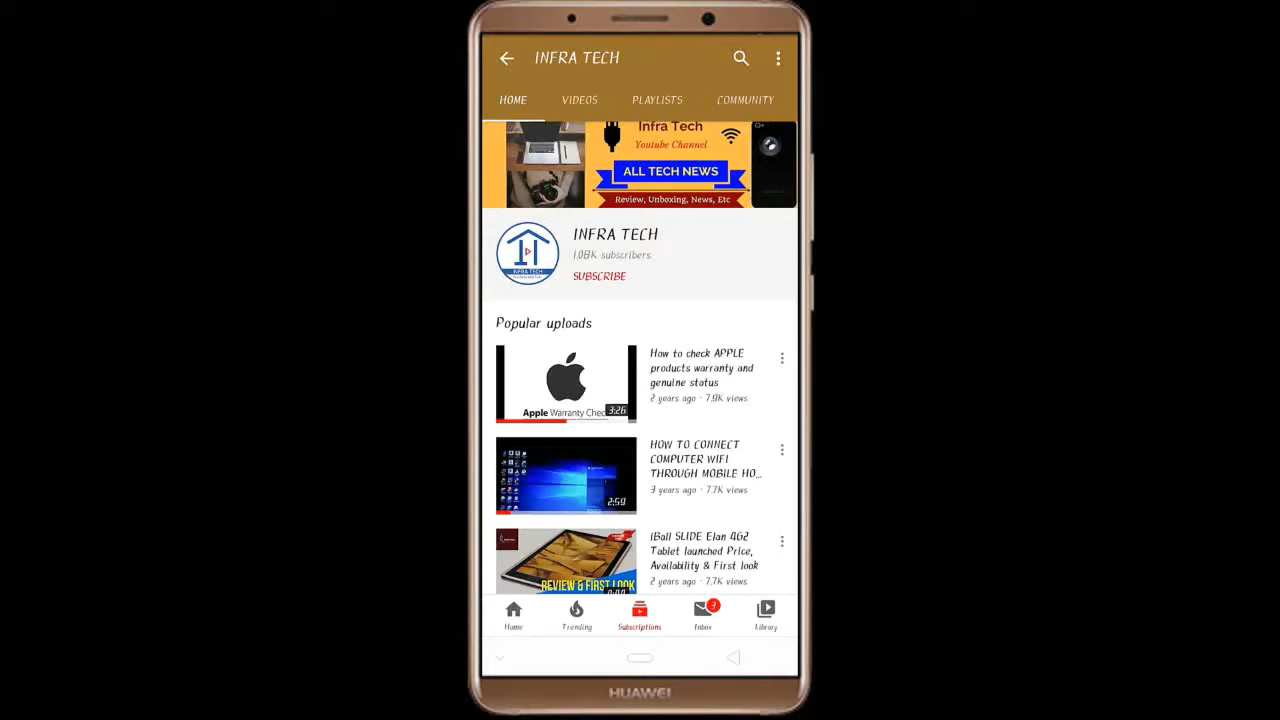 INFRA TECH
HOME VIDEOS PLAYLISTS COMMUNITY
Infra Tech
Youtube Channel
ALL TECH NEWS
Review, Unboxing, News, Etc
INFRA TECH
INFRA TECH
1.08K subscribers
SUBSCRIBE
Popular uploads
Apple Warranty Chec
3:26
How to check APPLE
products warranty and
genuine status
2 years ago · 7.9K views
2:59
HOW TO CONNECT
COMPUTER WIFI
THROUGH MOBILE HO...
3 years ago · 7.7K views
REVIEW & FIRST LOOK
iBall SLIDE Elan 4G2
Tablet launched Price,
Availability & First look
2 years ago · 7.7K views
Home Trending Subscriptions Inbox Library
HUAWEI